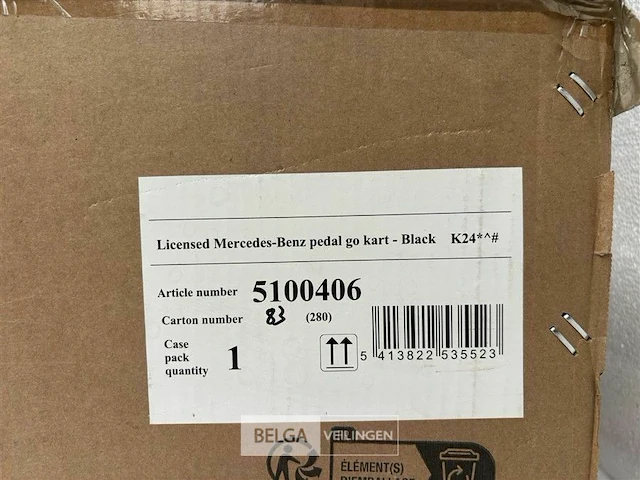 Licensed Mercedes-Benz pedal go kart - Black K24*^#
Article number 5100406
Carton number 83 (280)
Case pack quantity 1
5 413822 535523
BELGA VEILINGEN
ÉLÉMENT(S)
D'EMBALLAGE